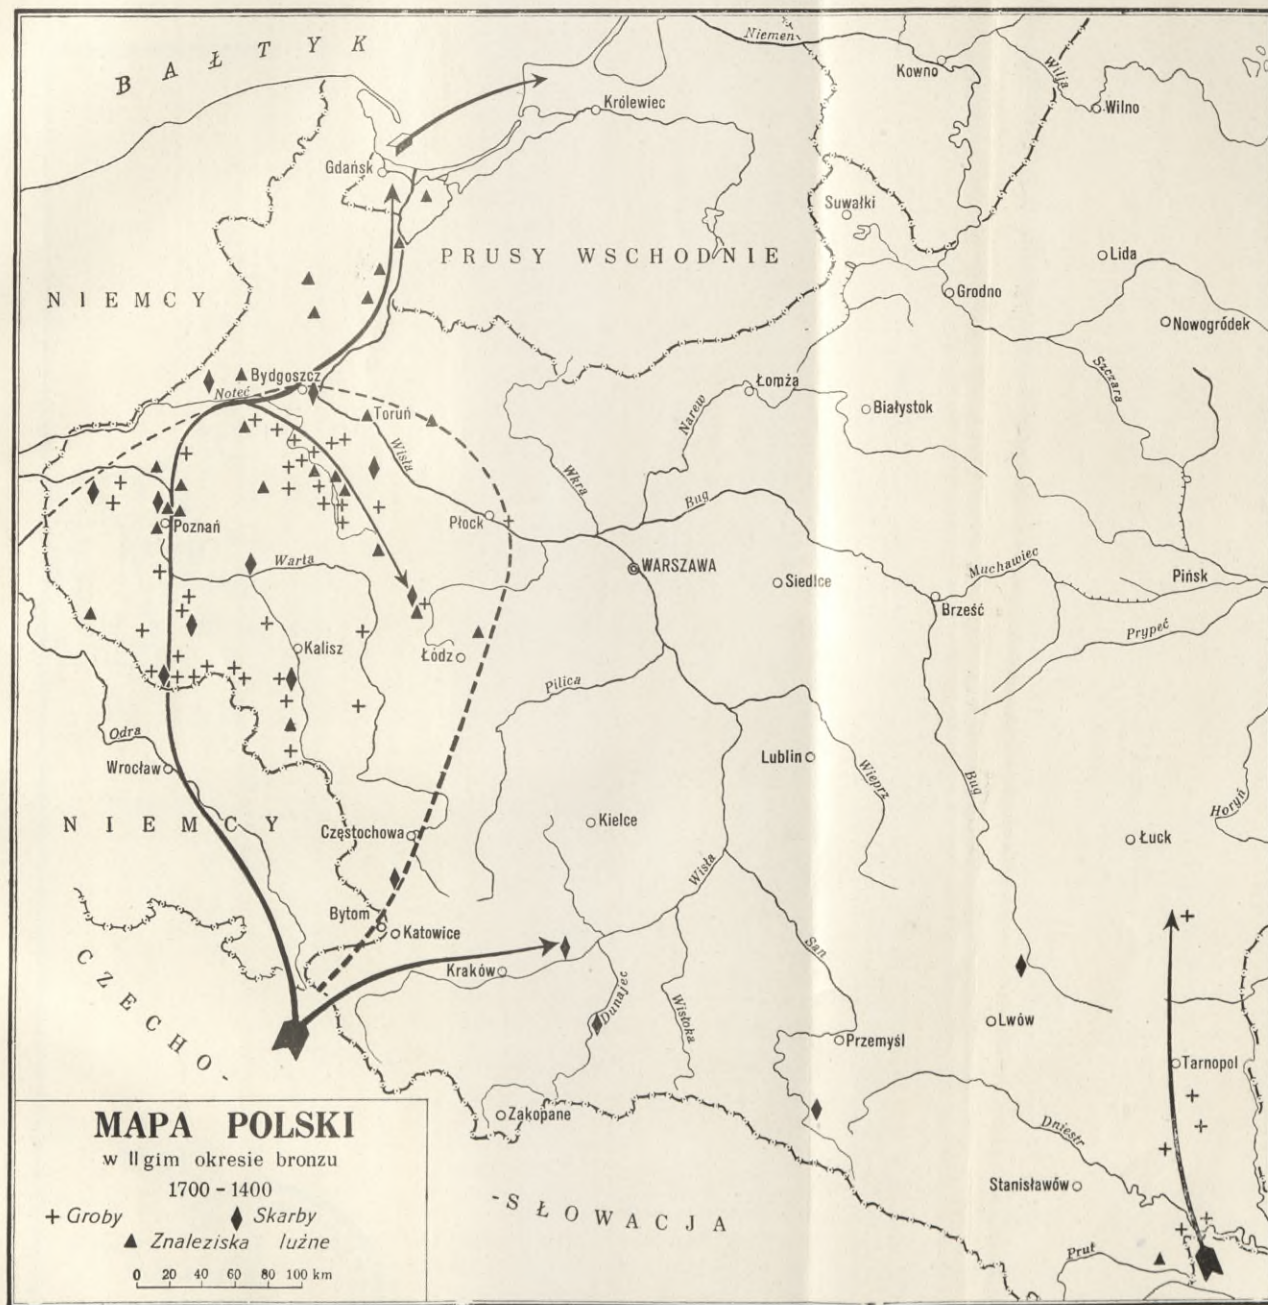 BAŁTYK
Niemen
Kowno
Wilja
Wilno
Królewiec
Gdańsk
Suwałki
PRUSY WSCHODNIE
Lida
NIEMCY
Grodno
Nowogródek
Szczara
Bydgoszcz
Noteć
Toruń
Łomża
Narew
Białystok
Wisła
Wkra
Bug
Płock
Poznań
Warta
WARSZAWA
Siedlce
Muchawiec
Pińsk
Brześć
Prypeć
Kalisz
Łódz
Pilica
Odra
Wrocław
Lublin
Wieprz
Bug
Horyń
NIEMCY
Częstochowa
Kielce
Łuck
Wisła
Bytom
Katowice
Kraków
San
Dunajec
Wisłoka
Lwów
CZECHO-
Przemyśl
Tarnopol
Zakopane
Dniestr
Stanisławów
-SŁOWACJA
Prut
MAPA POLSKI
w IIgim okresie bronzu
1700 - 1400
Groby Skarby
Znaleziska luźne
0 20 40 60 80 100 km